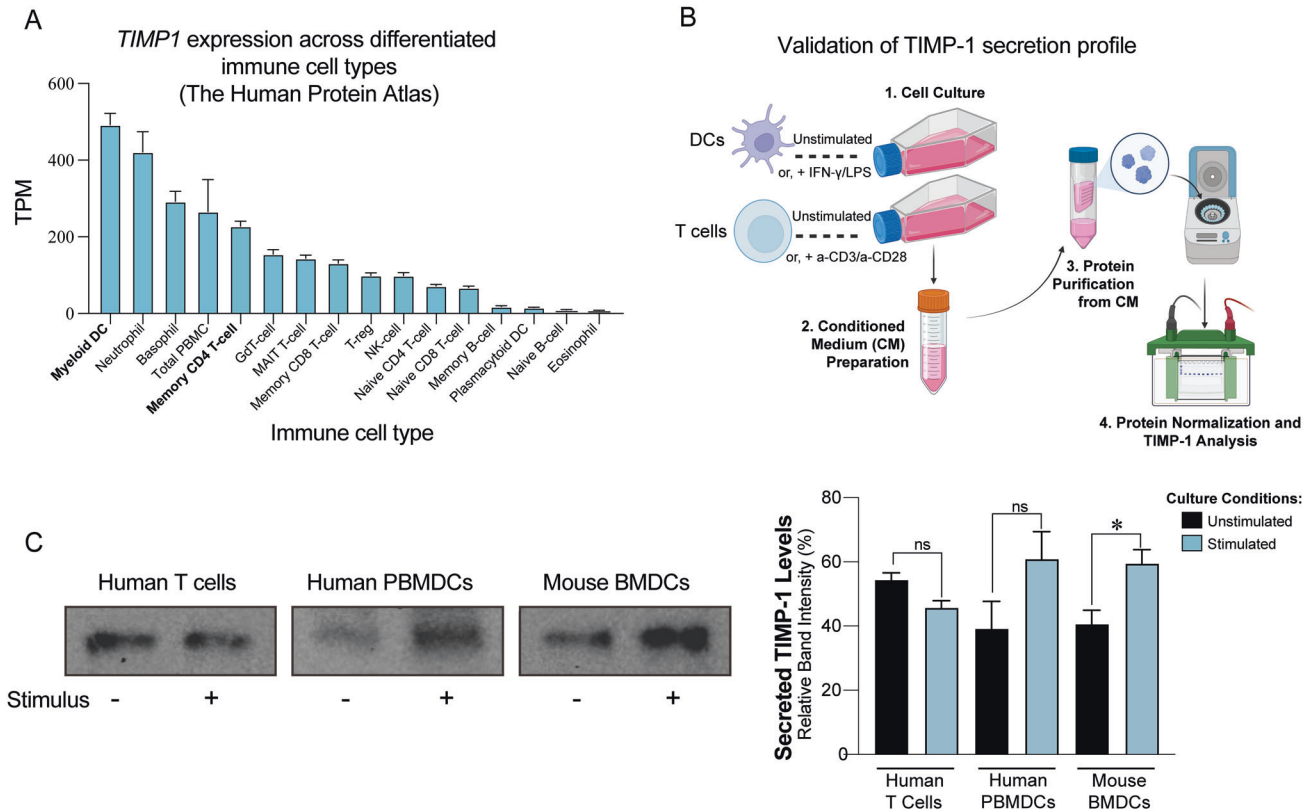 A
TIMP1 expression across differentiated
immune cell types
(The Human Protein Atlas)
TPM
600
400
200
0
Myeloid DC
Neutrophil
Basophil
Total PBMC
Memory CD4 T-cell
GdT-cell
MAIT T-cell
Memory CD8 T-cell
T-reg
NK-cell
Naive CD4 T-cell
Naive CD8 T-cell
Memory B-cell
Plasmacytoid DC
Naive B-cell
Eosinophil
Immune cell type
B
Validation of TIMP-1 secretion profile
1. Cell Culture
DCs
Unstimulated
or, + IFN-γ/LPS
T cells
Unstimulated
or, + a-CD3/a-CD28
2. Conditioned
Medium (CM)
Preparation
3. Protein
Purification
from CM
4. Protein Normalization and
TIMP-1 Analysis
C
Human T cells
Human PBMDCs
Mouse BMDCs
Stimulus - + - + - +
Secreted TIMP-1 Levels
Relative Band Intensity (%)
80
60
40
20
0
ns
ns
*
Culture Conditions:
Unstimulated
Stimulated
Human
T Cells
Human
PBMDCs
Mouse
BMDCs